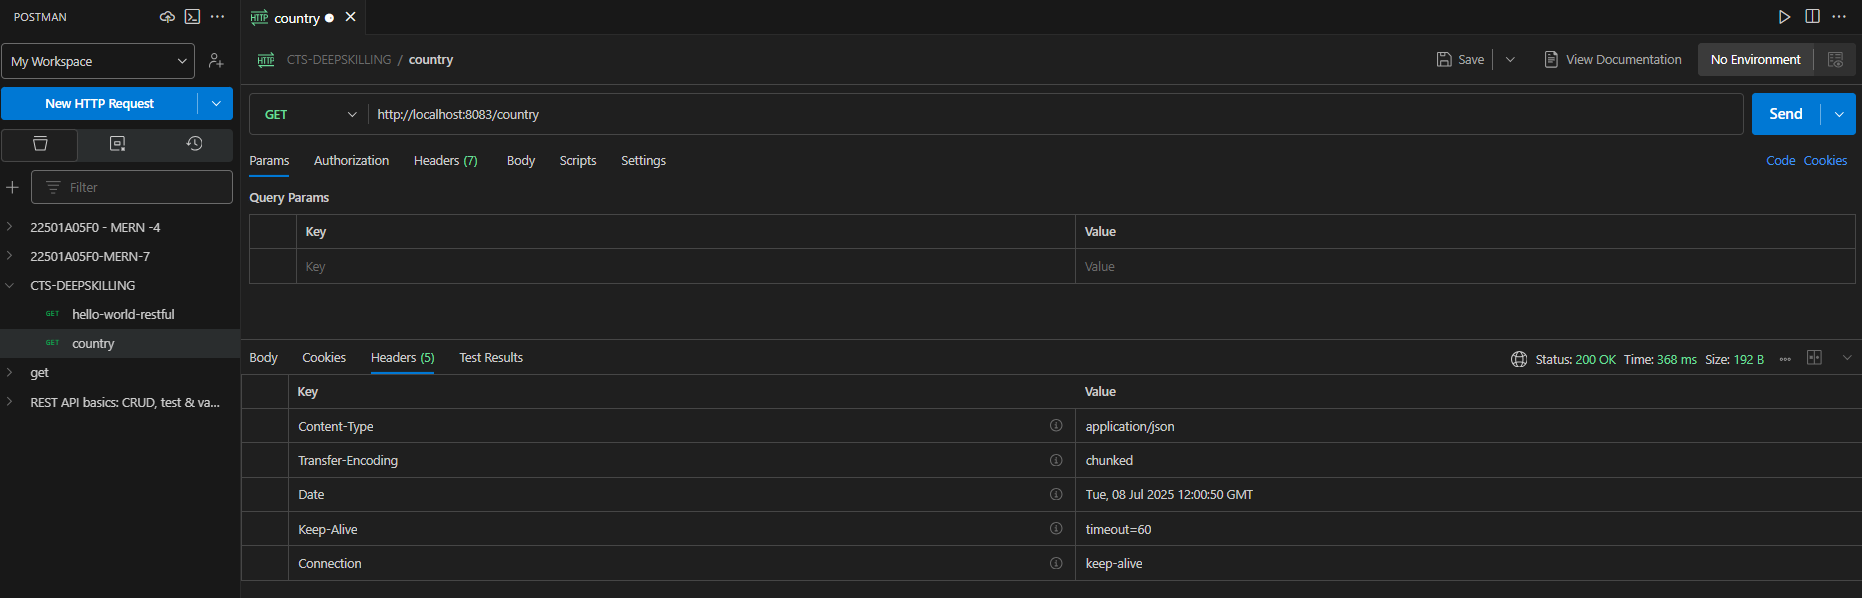 POSTMAN
My Workspace
New HTTP Request
Filter
22501A05F0 - MERN -4
22501A05F0-MERN-7
CTS-DEEPSKILLING
GET hello-world-restful
GET country
get
REST API basics: CRUD, test & va...
HTTP country
HTTP CTS-DEEPSKILLING / country
Save
View Documentation
No Environment
GET http://localhost:8083/country
Send
Params Authorization Headers (7) Body Scripts Settings
Code Cookies
Query Params
Key Value
Key Value
Body Cookies Headers (5) Test Results
Status: 200 OK Time: 368 ms Size: 192 B
Key Value
Content-Type application/json
Transfer-Encoding chunked
Date Tue, 08 Jul 2025 12:00:50 GMT
Keep-Alive timeout=60
Connection keep-alive